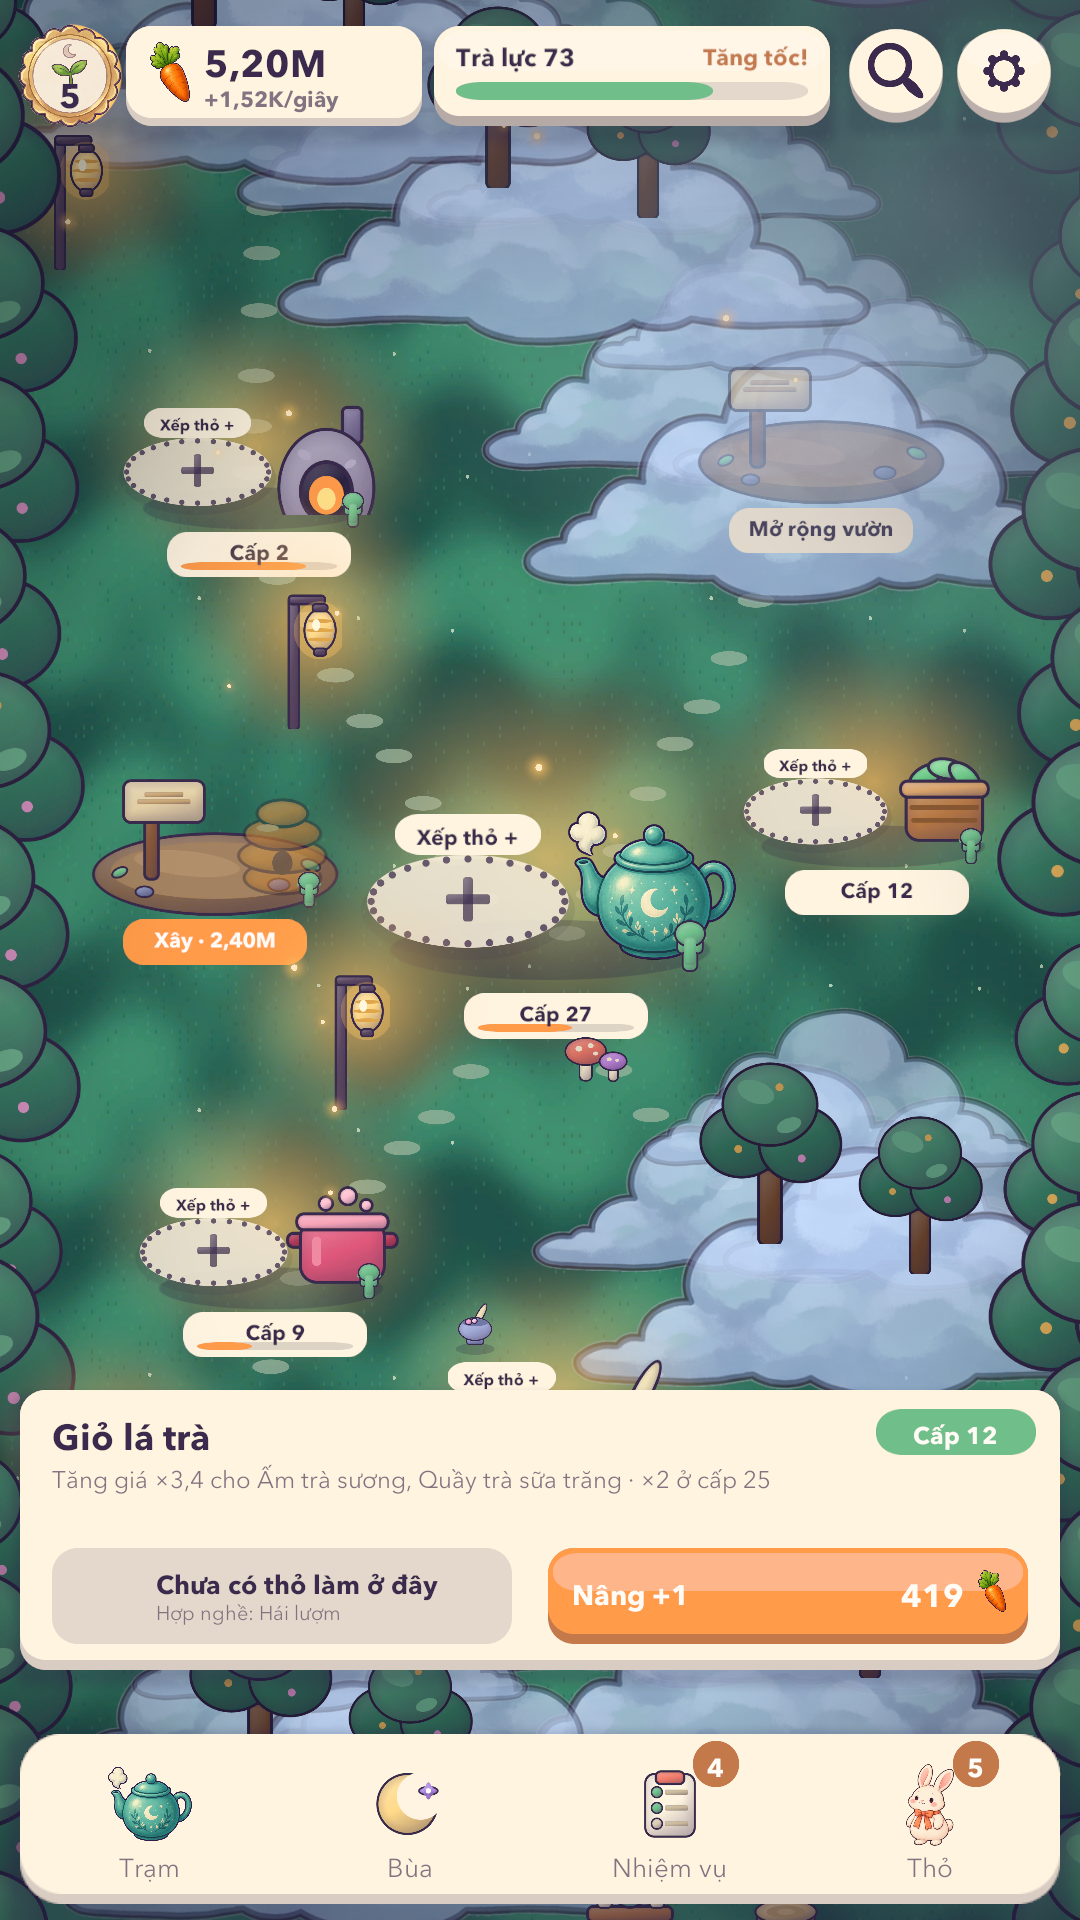 5
5,20M
+1,52K/giây
Trà lực 73
Tăng tốc!
Xếp thỏ +
Cấp 2
Mở rộng vườn
Xếp thỏ +
Cấp 12
Xếp thỏ +
Xây · 2,40M
Cấp 27
Xếp thỏ +
Cấp 9
Xếp thỏ +
Giỏ lá trà
Cấp 12
Tăng giá ×3,4 cho Ấm trà sương, Quầy trà sữa trăng · ×2 ở cấp 25
Chưa có thỏ làm ở đây
Hợp nghề: Hái lượm
Nâng +1
419
4
5
Trạm
Bùa
Nhiệm vụ
Thỏ